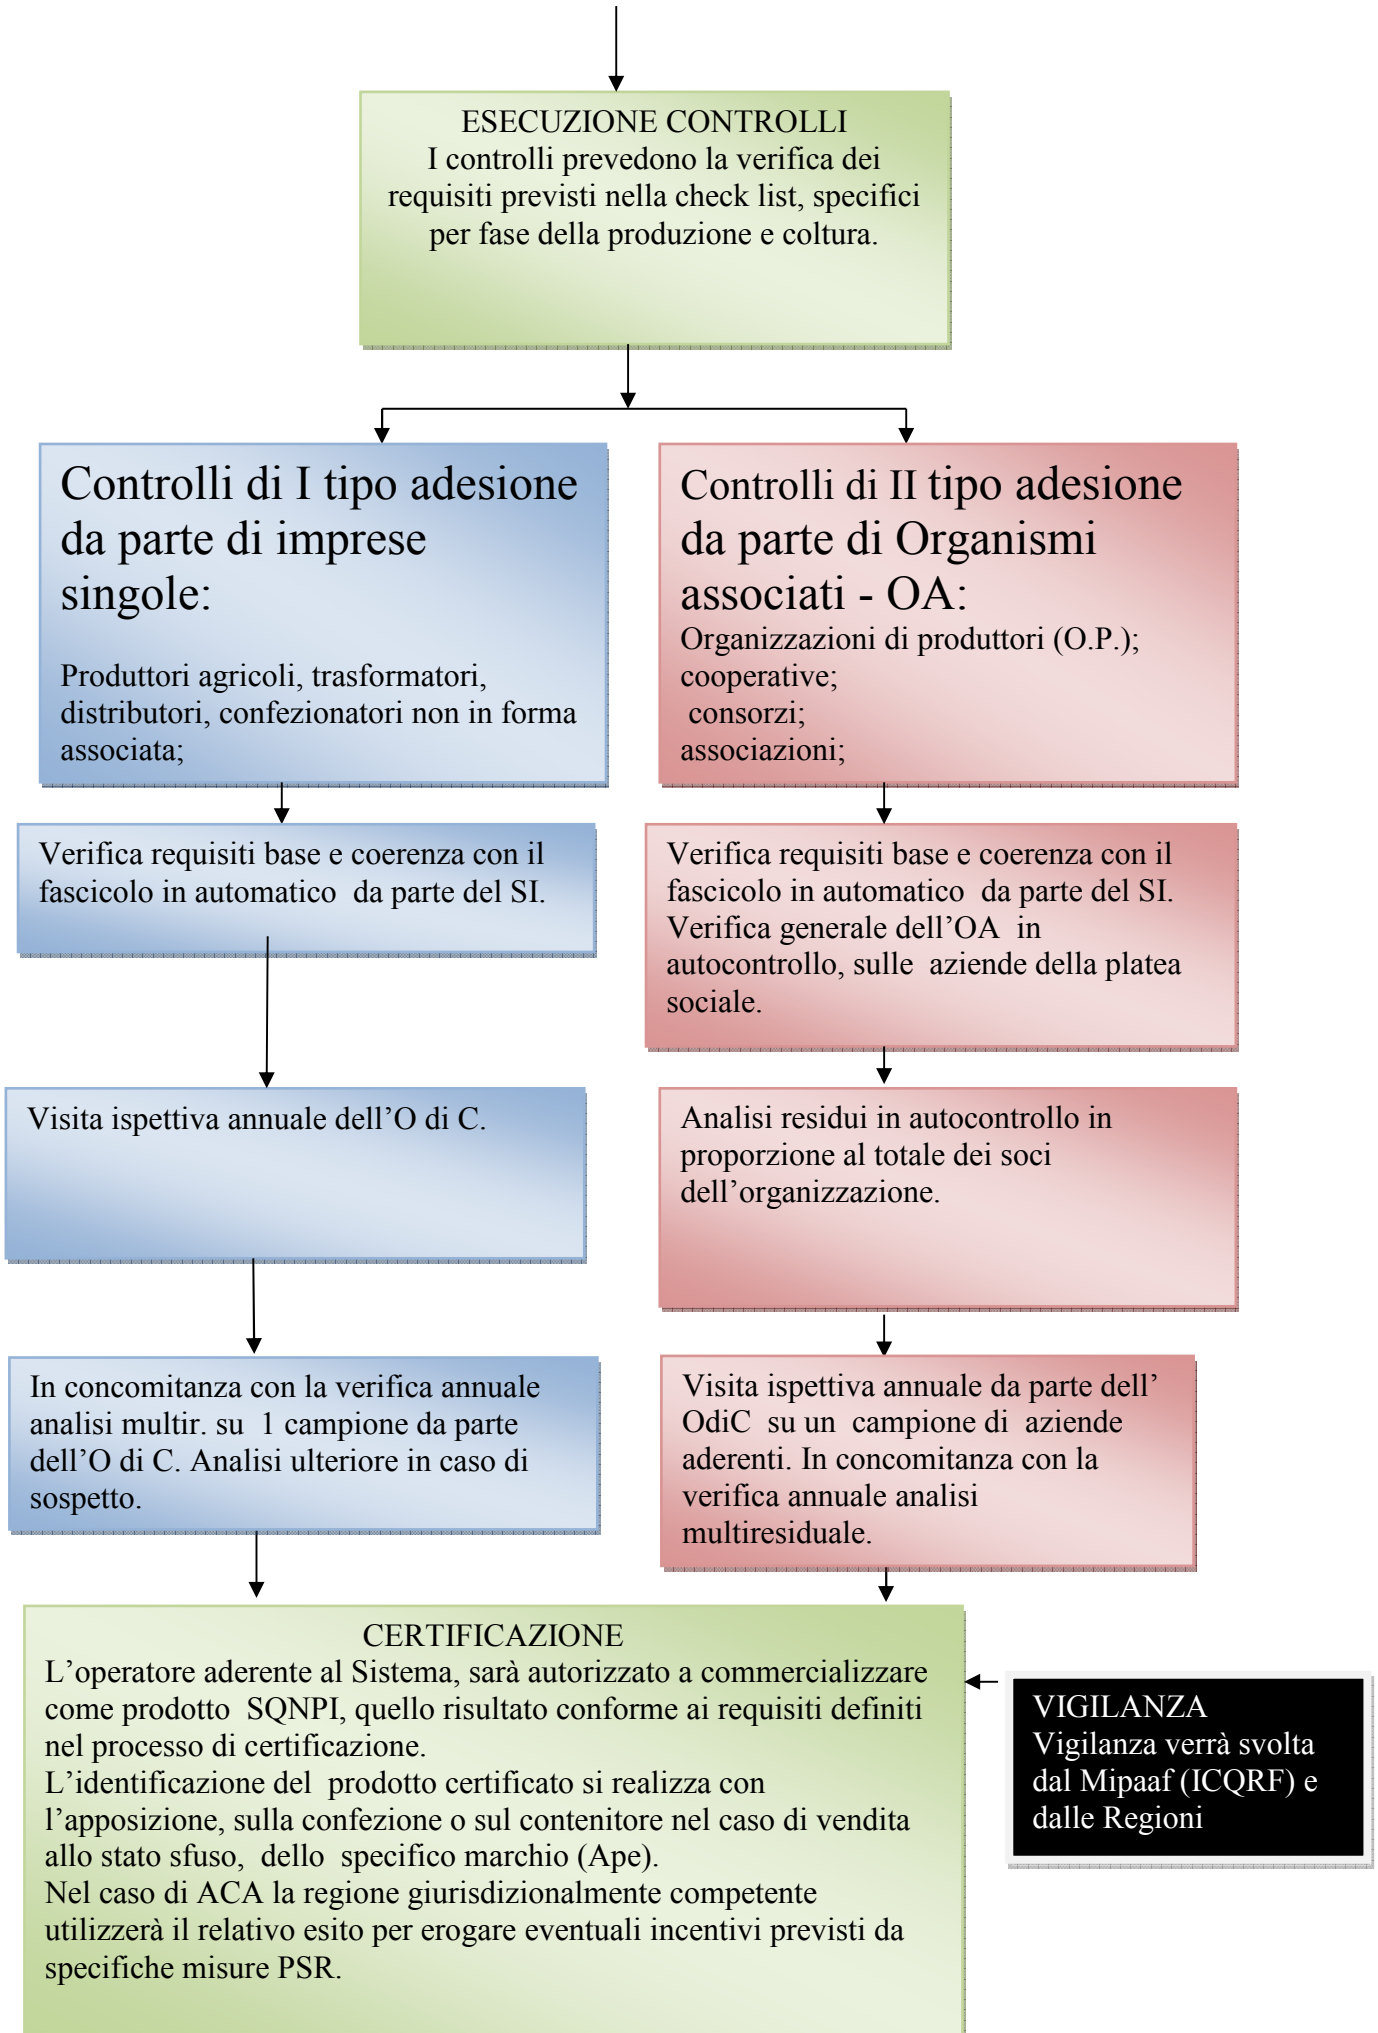 ESECUZIONE CONTROLLI
I controlli prevedono la verifica dei
requisiti previsti nella check list, specifici
per fase della produzione e coltura.
Controlli di I tipo adesione
da parte di imprese
singole:
Produttori agricoli, trasformatori,
distributori, confezionatori non in forma
associata;
Controlli di II tipo adesione
da parte di Organismi
associati - OA:
Organizzazioni di produttori (O.P.);
cooperative;
consorzi;
associazioni;
Verifica requisiti base e coerenza con il
fascicolo in automatico da parte del SI.
Verifica requisiti base e coerenza con il
fascicolo in automatico da parte del SI.
Verifica generale dell’OA in
autocontrollo, sulle aziende della platea
sociale.
Visita ispettiva annuale dell’O di C.
Analisi residui in autocontrollo in
proporzione al totale dei soci
dell’organizzazione.
In concomitanza con la verifica annuale
analisi multir. su 1 campione da parte
dell’O di C. Analisi ulteriore in caso di
sospetto.
Visita ispettiva annuale da parte dell’
OdiC su un campione di aziende
aderenti. In concomitanza con la
verifica annuale analisi
multiresiduale.
CERTIFICAZIONE
L’operatore aderente al Sistema, sarà autorizzato a commercializzare
come prodotto SQNPI, quello risultato conforme ai requisiti definiti
nel processo di certificazione.
L’identificazione del prodotto certificato si realizza con
l’apposizione, sulla confezione o sul contenitore nel caso di vendita
allo stato sfuso, dello specifico marchio (Ape).
Nel caso di ACA la regione giurisdizionalmente competente
utilizzerà il relativo esito per erogare eventuali incentivi previsti da
specifiche misure PSR.
VIGILANZA
Vigilanza verrà svolta
dal Mipaaf (ICQRF) e
dalle Regioni